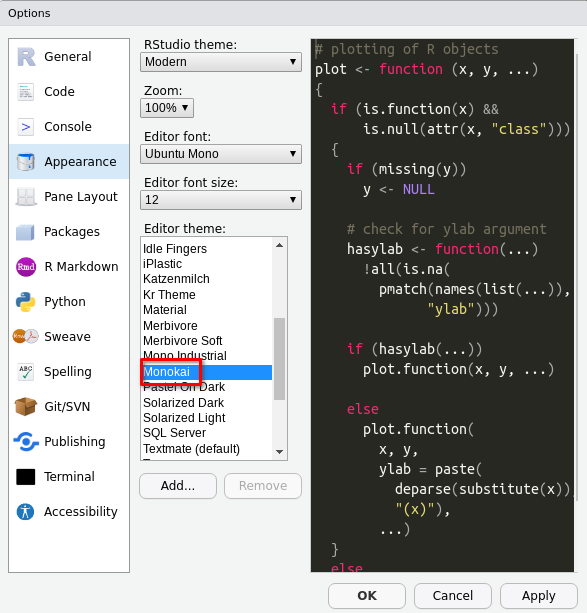 Options
General
Code
Console
Appearance
Pane Layout
Packages
Rmd R Markdown
Python
Sweave
ABC Spelling
Git/SVN
Publishing
Terminal
Accessibility
RStudio theme:
Modern
Zoom:
100%
Editor font:
Ubuntu Mono
Editor font size:
12
Editor theme:
Idle Fingers
iPlastic
Katzenmilch
Kr Theme
Material
Merbivore
Merbivore Soft
Mono Industrial
Monokai
Pastel On Dark
Solarized Dark
Solarized Light
SQL Server
Textmate (default)
Add...
Remove
# plotting of R objects
plot <- function (x, y, ...)
{
if (is.function(x) &&
is.null(attr(x, "class")))
{
if (missing(y))
y <- NULL
# check for ylab argument
hasylab <- function(...)
!all(is.na(
pmatch(names(list(...)),
"ylab")))
if (hasylab(...))
plot.function(x, y, ...)
else
plot.function(
x, y,
ylab = paste(
deparse(substitute(x)),
"(x)"),
...)
}
else
OK
Cancel
Apply